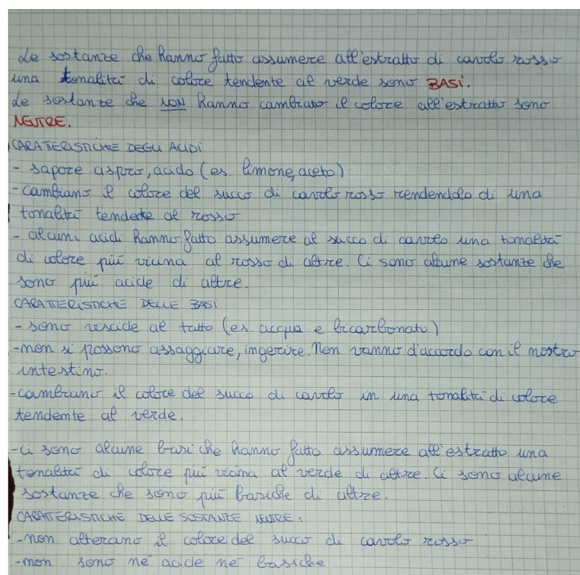 Le sostanze che hanno fatto assumere all'estratto di cavolo rosso
una tonalità di colore tendente al verde sono BASI.
Le sostanze che NON hanno cambiato il colore all'estratto sono
NEUTRE.
CARATTERISTICHE DEGLI ACIDI
- sapore aspro, acido (es. limone, aceto)
- cambiano il colore del succo di cavolo rosso rendendolo di una
tonalità tendente al rosso
- alcuni acidi hanno fatto assumere al succo di cavolo una tonalità
di colore più vicina al rosso di altre. Ci sono alcune sostanze che
sono più acide di altre.
CARATTERISTICHE DELLE BASI
- sono viscide al tatto (es. acqua e bicarbonato)
- non si possono assaggiare, ingerire. Non vanno d'accordo con il nostro
intestino.
- cambiano il colore del succo di cavolo in una tonalità di colore
tendente al verde.
- ci sono alcune basi che hanno fatto assumere all'estratto una
tonalità di colore più vicina al verde di altre. Ci sono alcune
sostanze che sono più basiche di altre.
CARATTERISTICHE DELLE SOSTANZE NEUTRE:
- non alterano il colore del succo di cavolo rosso
- non sono né acide né basiche